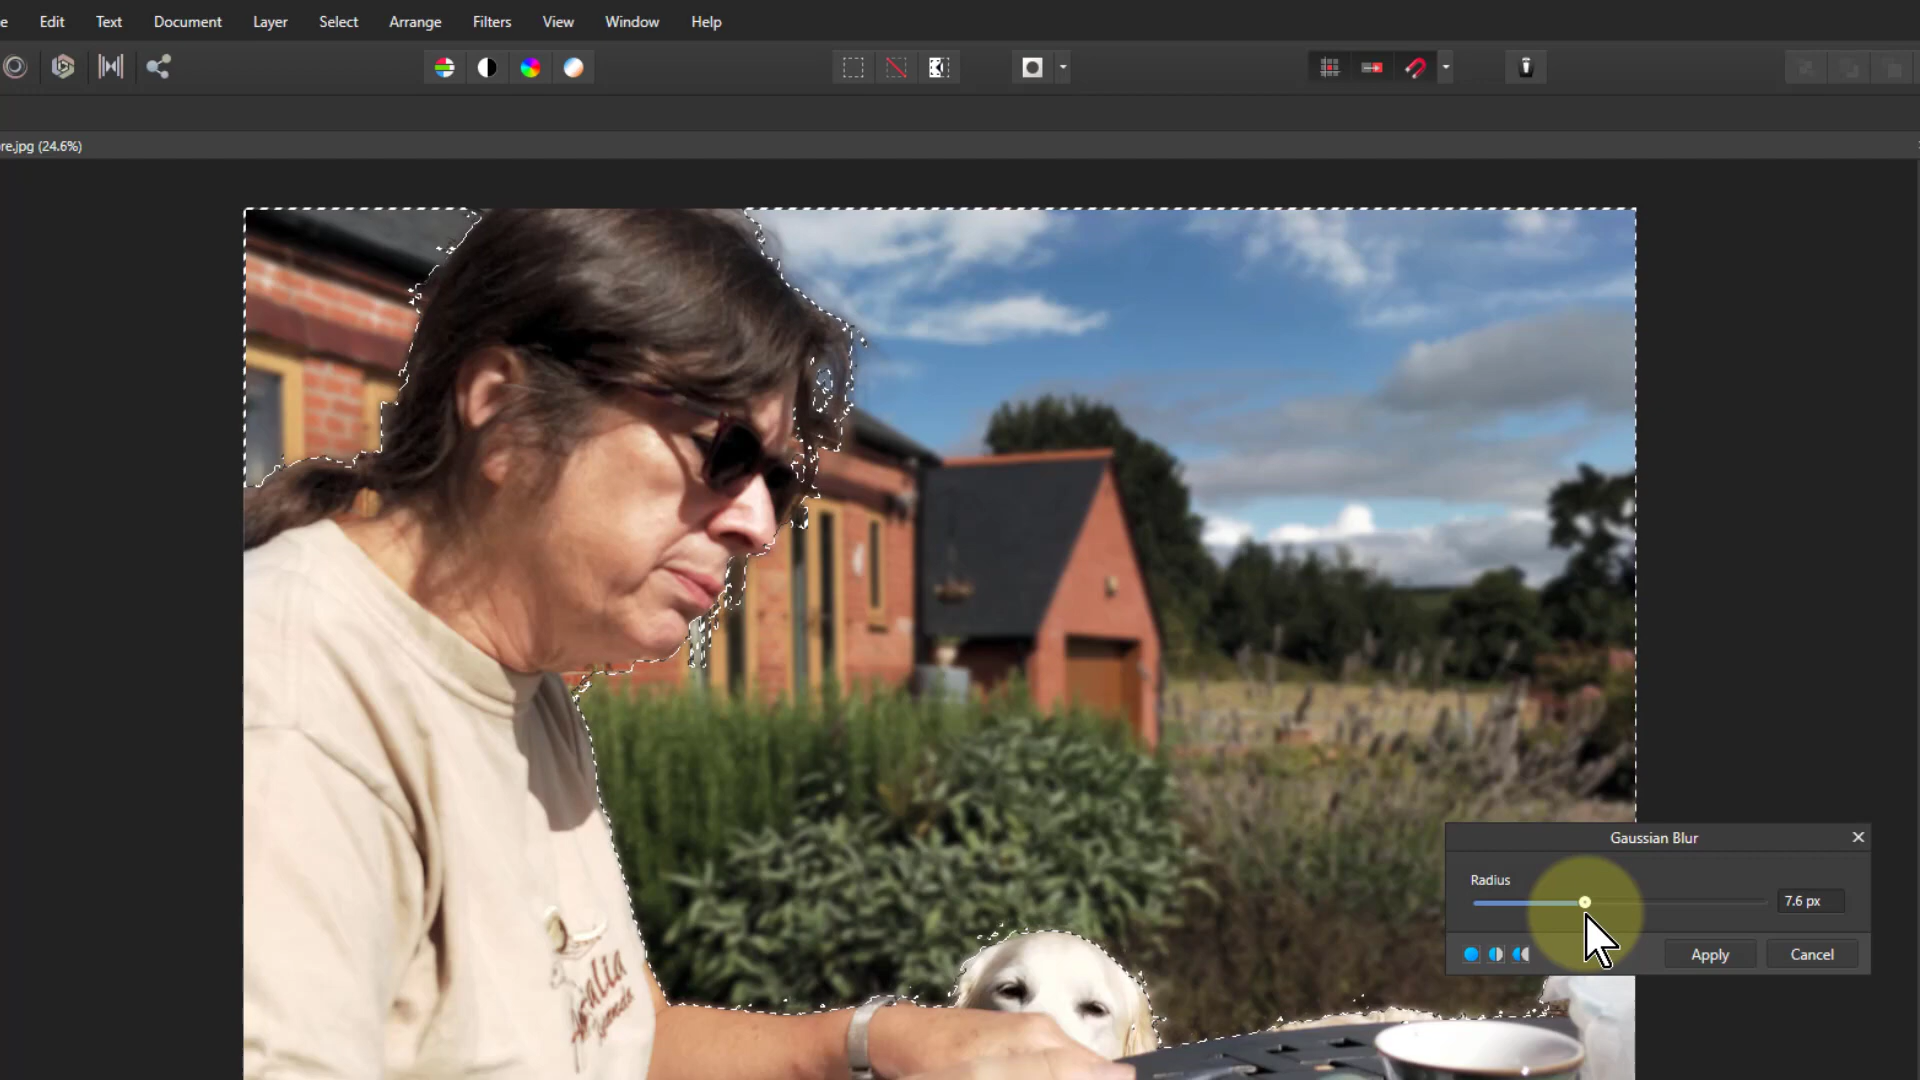 Edit Text Document Layer Select Arrange Filters View Window Help
re.jpg (24.6%)
Gaussian Blur
Radius
7.6 px
Apply Cancel